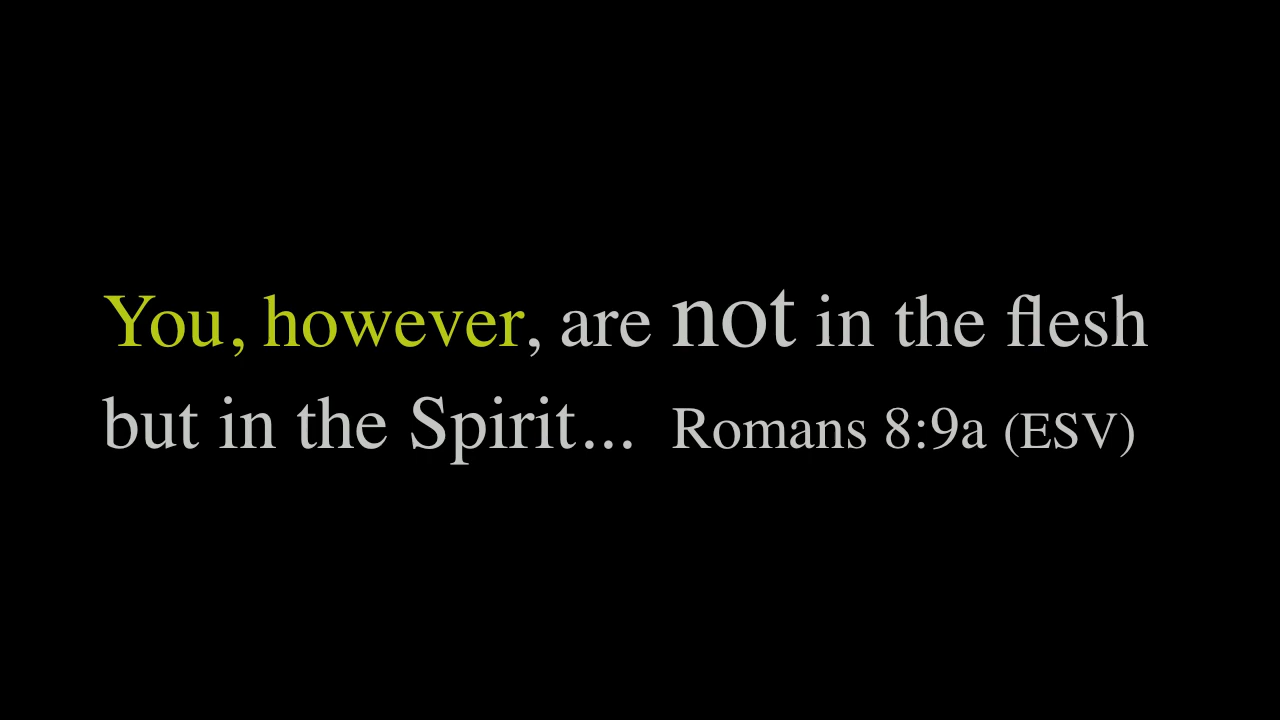 You, however, are not in the flesh
but in the Spirit... Romans 8:9a (ESV)